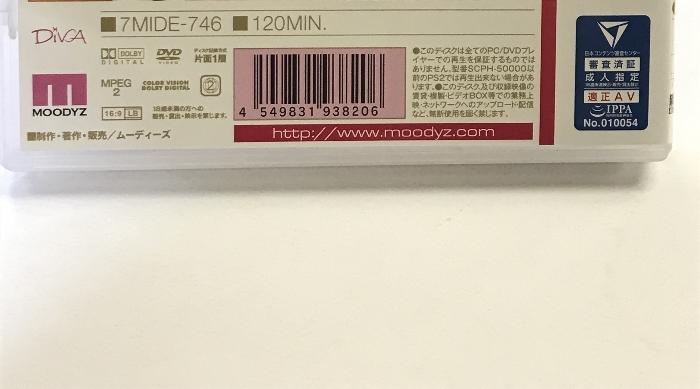 ■7MIDE-746 ■120MIN.
DiVGA
DOLBY
DIGITAL
DVD
VIDEO
ディスク記録方式
片面1層
MOODYZ
MPEG
2
COLOR VISION
DOLBY DIGITAL
2
16:9 LB
18歳未満の方への
販売・貸出・映示を禁じます。
■制作・著作・販売／ムーディーズ
4 549831 938206
http://www.moodyz.com
●このディスクは全てのPC/DVDプレ
イヤーでの再生を保証するものでは
ありません。型番SCPH-50000以
前のPS2では再生出来ない場合があ
ります。●このディスク及び収録映像の
賃貸・複製・ビデオBOX等での業務上
映・ネットワークへのアップロード配信
など、無断使用を固く禁じます。
日本コンテンツ審査センター
審査済証
成人指定
適正AV
IPPA
No.010054